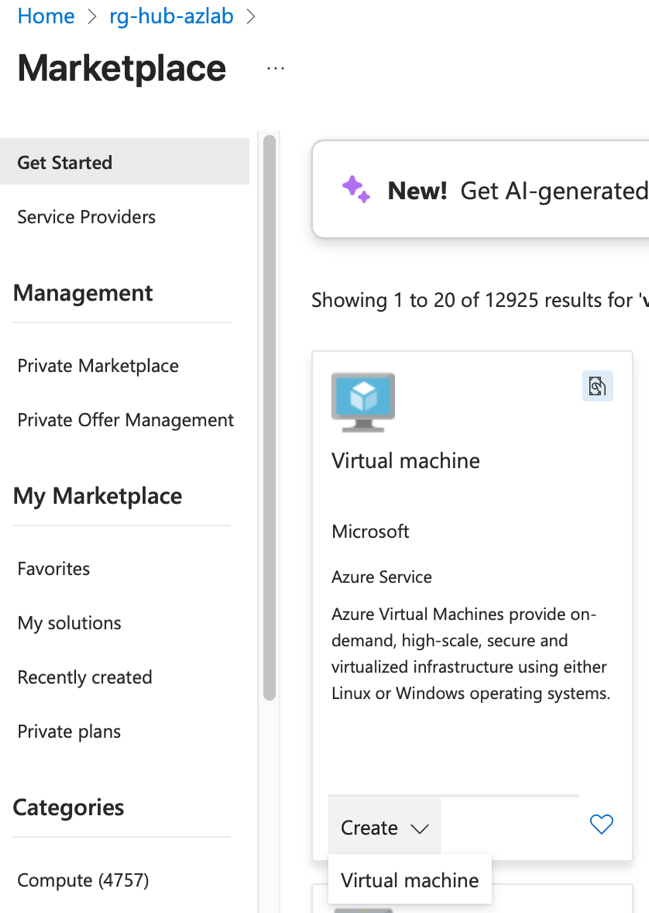 Home > rg-hub-azlab >
Marketplace ...
Get Started
Service Providers
Management
Private Marketplace
Private Offer Management
My Marketplace
Favorites
My solutions
Recently created
Private plans
Categories
Compute (4757)
New! Get AI-generated
Showing 1 to 20 of 12925 results for 'v
Virtual machine
Microsoft
Azure Service
Azure Virtual Machines provide on-
demand, high-scale, secure and
virtualized infrastructure using either
Linux or Windows operating systems.
Create
Virtual machine